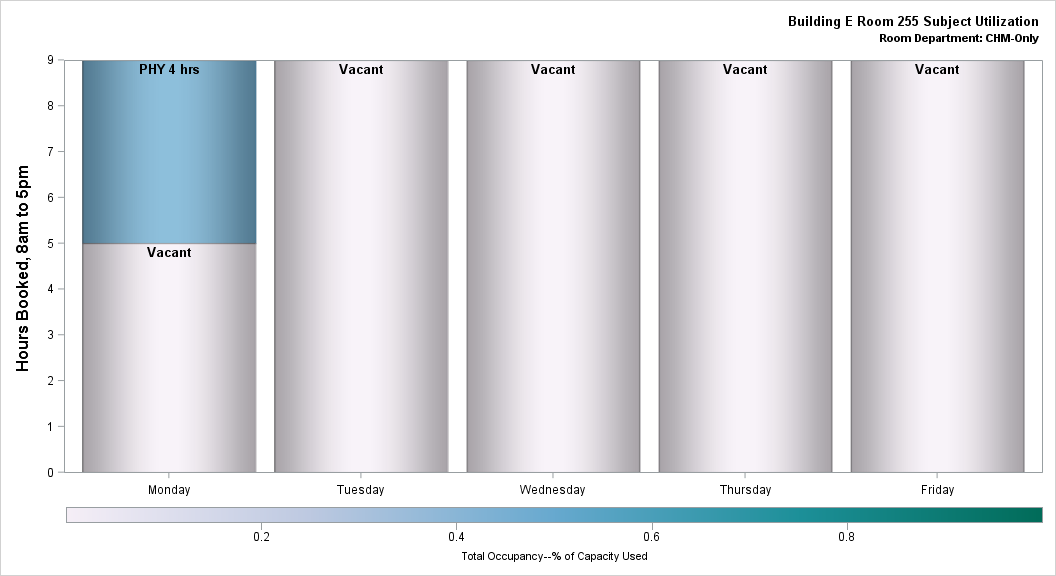 Building E Room 255 Subject Utilization
Room Department: CHM-Only
Hours Booked, 8am to 5pm
9
8
7
6
5
4
3
2
1
0
PHY 4 hrs
Vacant
Vacant
Vacant
Vacant
Vacant
Monday
Tuesday
Wednesday
Thursday
Friday
0.2
0.4
0.6
0.8
Total Occupancy--% of Capacity Used